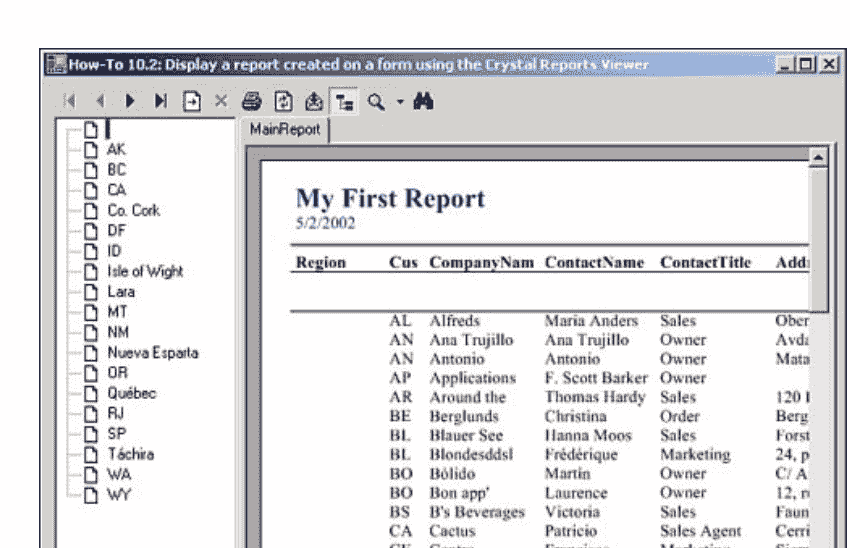 How-To 10.2: Display a report created on a form using the Crystal Reports Viewer
MainReport
AK
BC
CA
Co. Cork
DF
ID
Isle of Wight
Lara
MT
NM
Nueva Esparta
OR
Québec
RJ
SP
Táchira
WA
WY
My First Report
5/2/2002
Region Cus CompanyNam ContactName ContactTitle Add
AL Alfreds Maria Anders Sales Ober
AN Ana Trujillo Ana Trujillo Owner Avda
AN Antonio Antonio Owner Mata
AP Applications F. Scott Barker Owner
AR Around the Thomas Hardy Sales 120
BE Berglunds Christina Order Berg
BL Blauer See Hanna Moos Sales Forst
BL Blondesddsl Frédérique Marketing 24, p
BO Bólido Martín Owner C/ A
BO Bon app' Laurence Owner 12, r
BS B's Beverages Victoria Sales Faun
CA Cactus Patricio Sales Agent Cerri